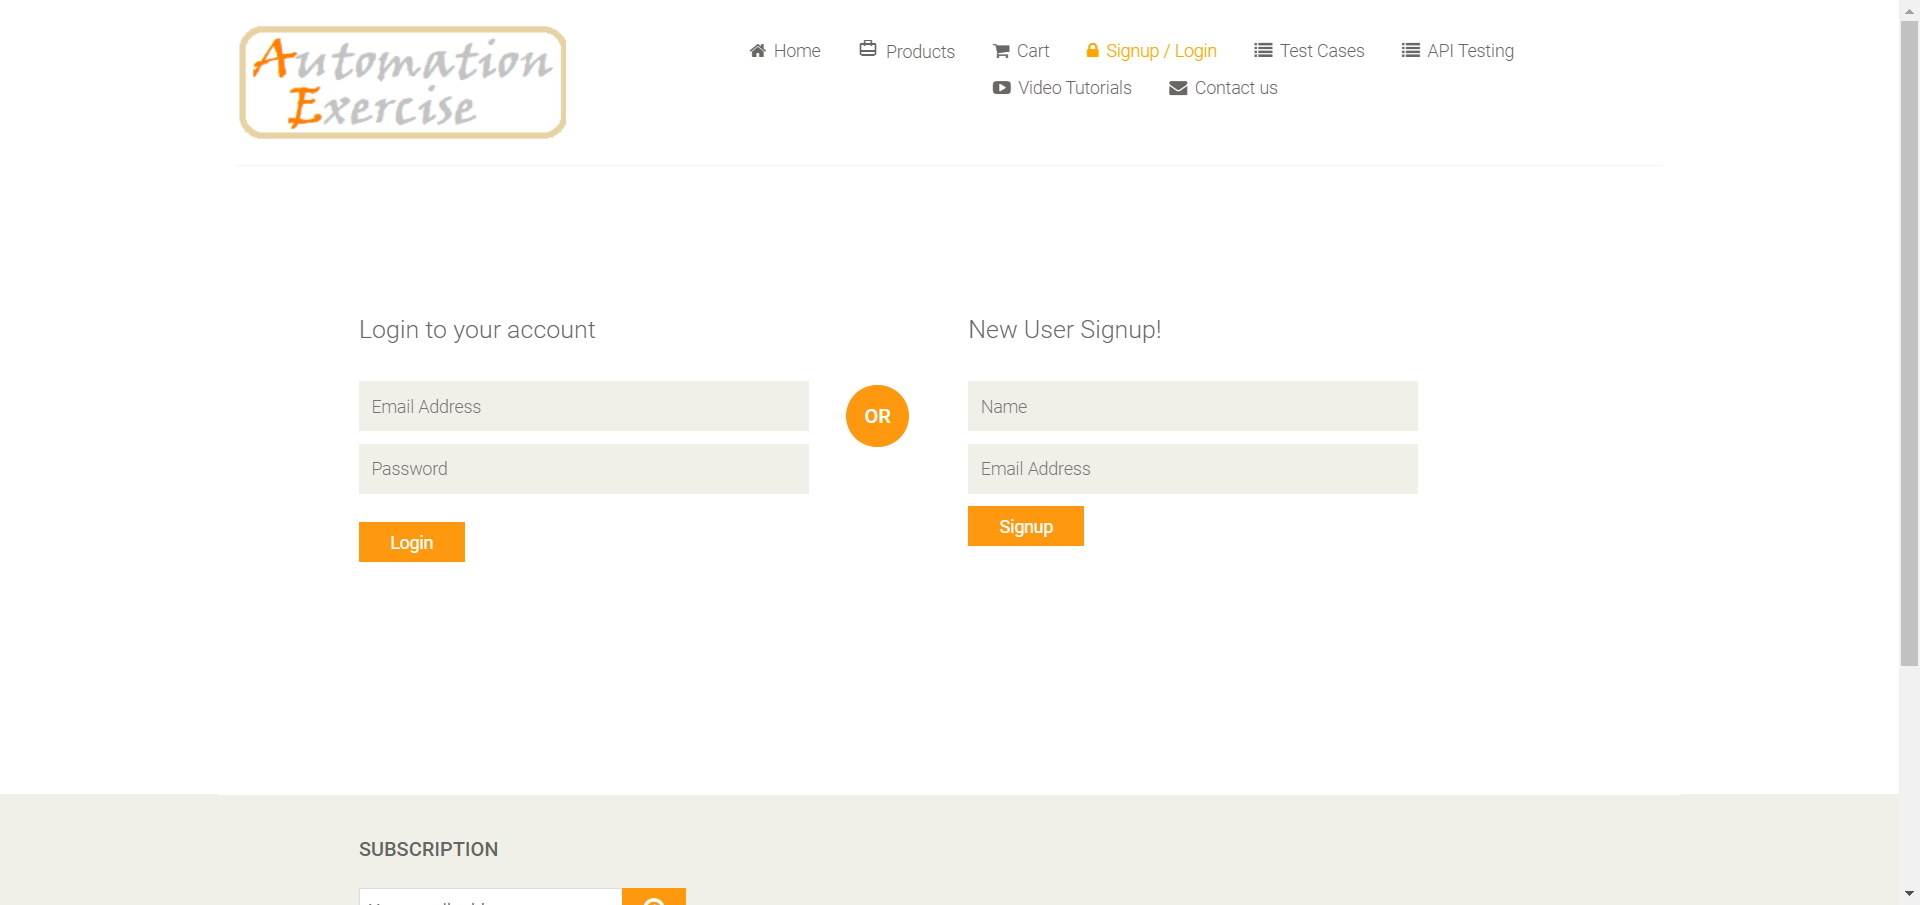 Automation
Exercise
Home Products Cart Signup / Login Test Cases API Testing
Video Tutorials Contact us
Login to your account
New User Signup!
Email Address
Password
Login
OR
Name
Email Address
Signup
SUBSCRIPTION